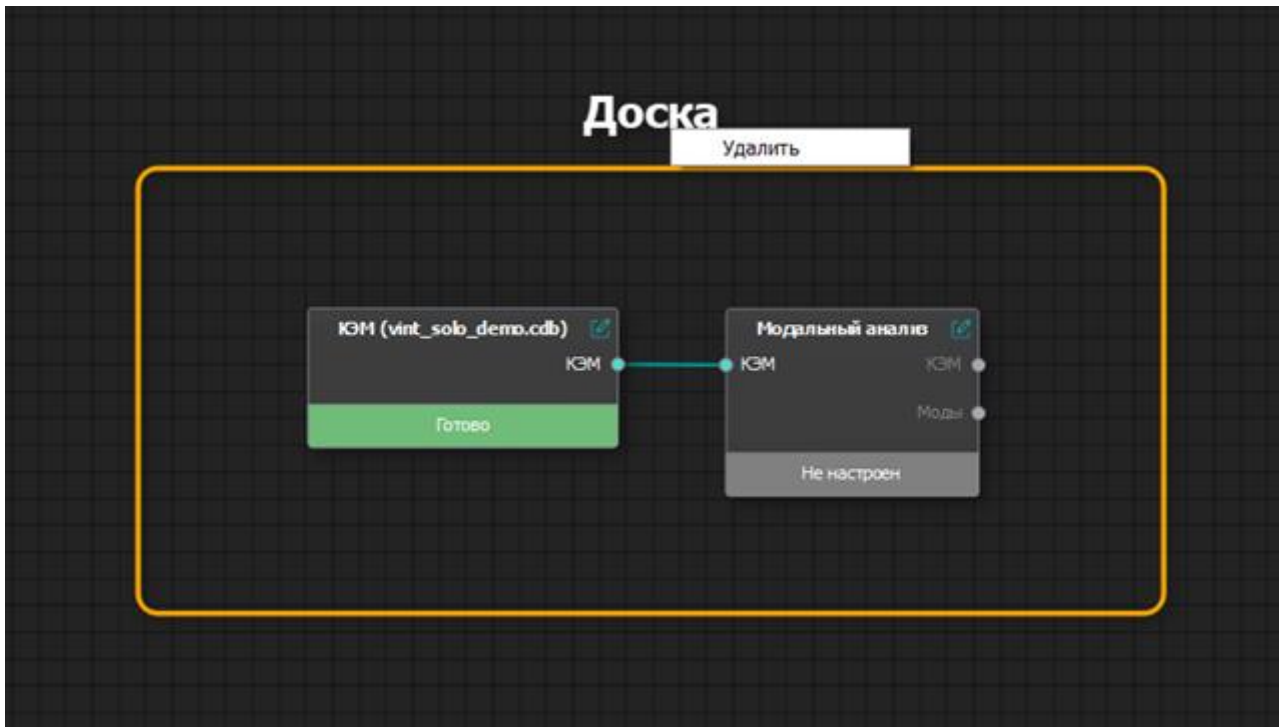 Доска
Удалить
КЭМ (vint_solo_demo.cdb)
КЭМ
Готово
Модальный анализ
КЭМ КЭМ
Моды
Не настроен